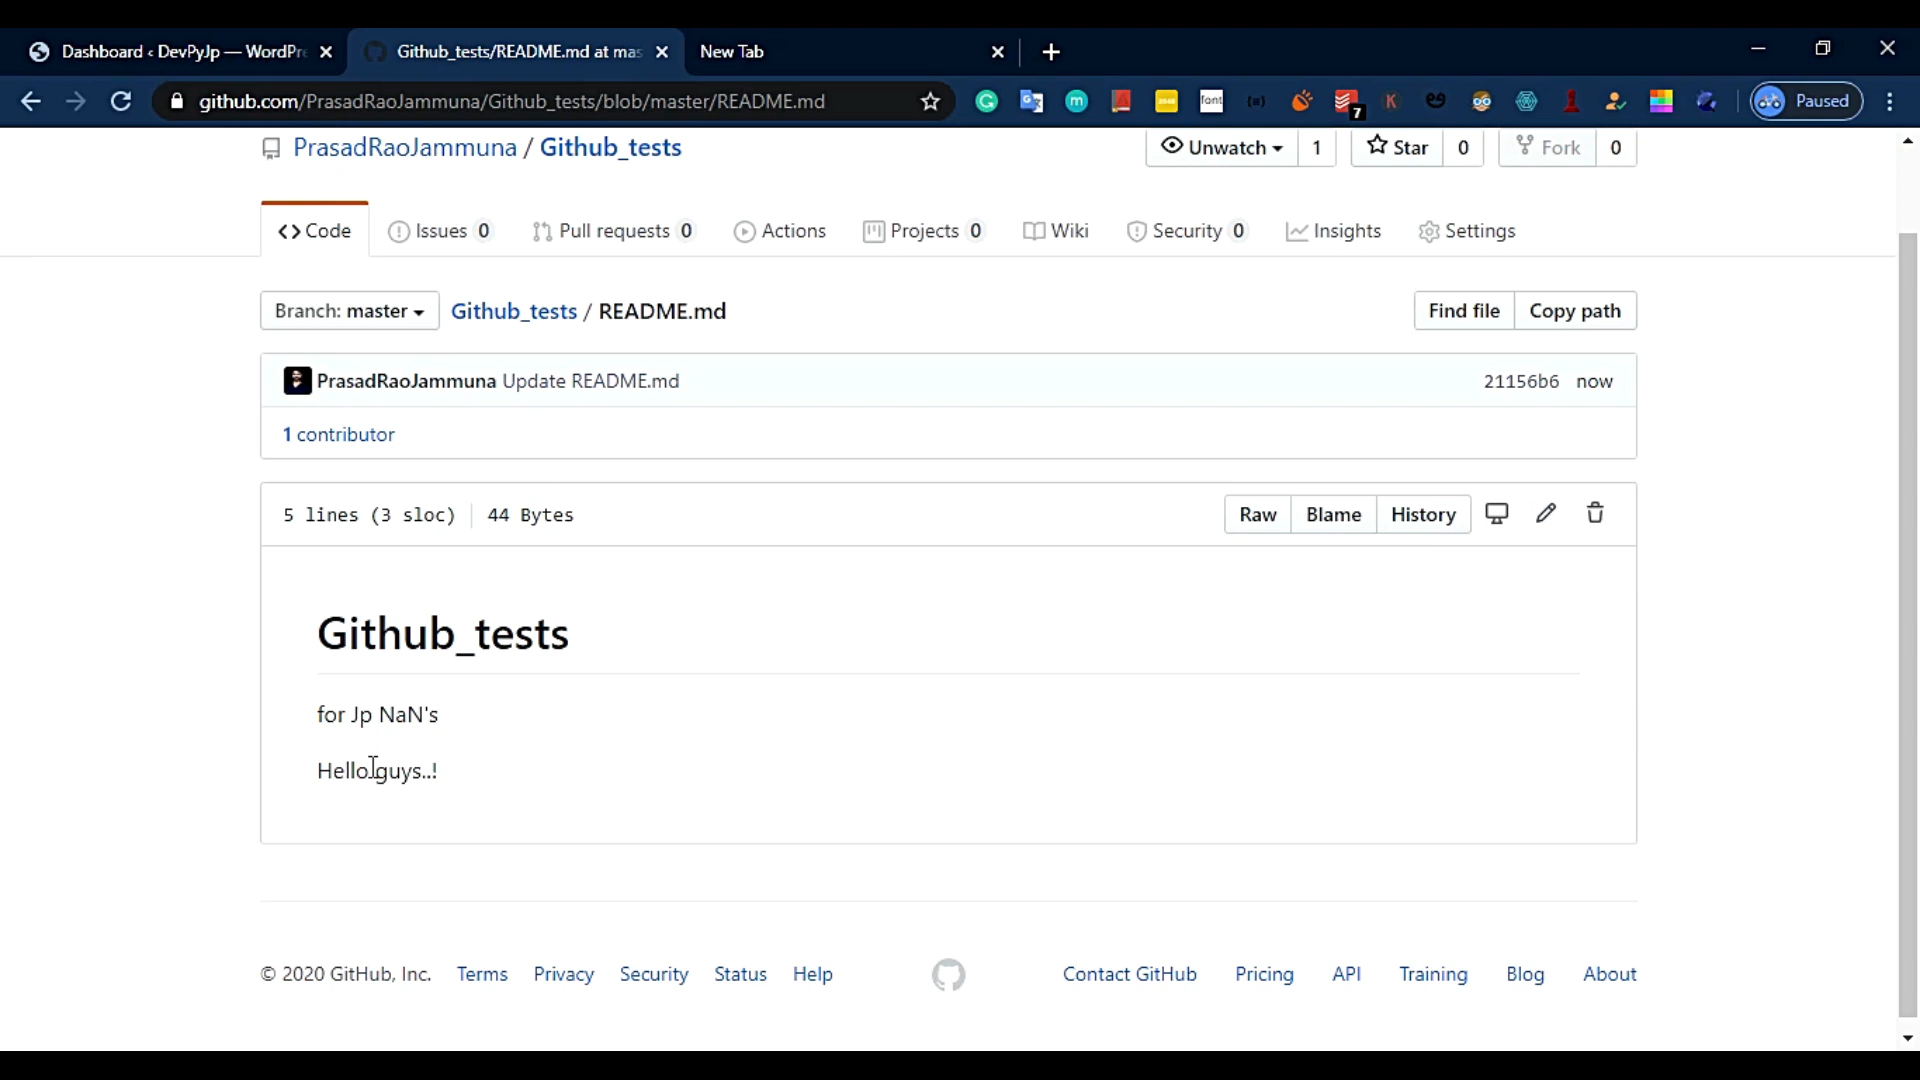 Dashboard ‹ DevPyJp — WordPre
Github_tests/README.md at mas
New Tab
github.com/PrasadRaoJammuna/Github_tests/blob/master/README.md
font
7
Paused
PrasadRaoJammuna / Github_tests
Unwatch 1
Star 0
Fork 0
Code
Issues 0
Pull requests 0
Actions
Projects 0
Wiki
Security 0
Insights
Settings
Branch: master
Github_tests / README.md
Find file
Copy path
PrasadRaoJammuna Update README.md
21156b6 now
1 contributor
5 lines (3 sloc) 44 Bytes
Raw
Blame
History
Github_tests
for Jp NaN's
Hello guys..!
© 2020 GitHub, Inc. Terms Privacy Security Status Help
Contact GitHub Pricing API Training Blog About